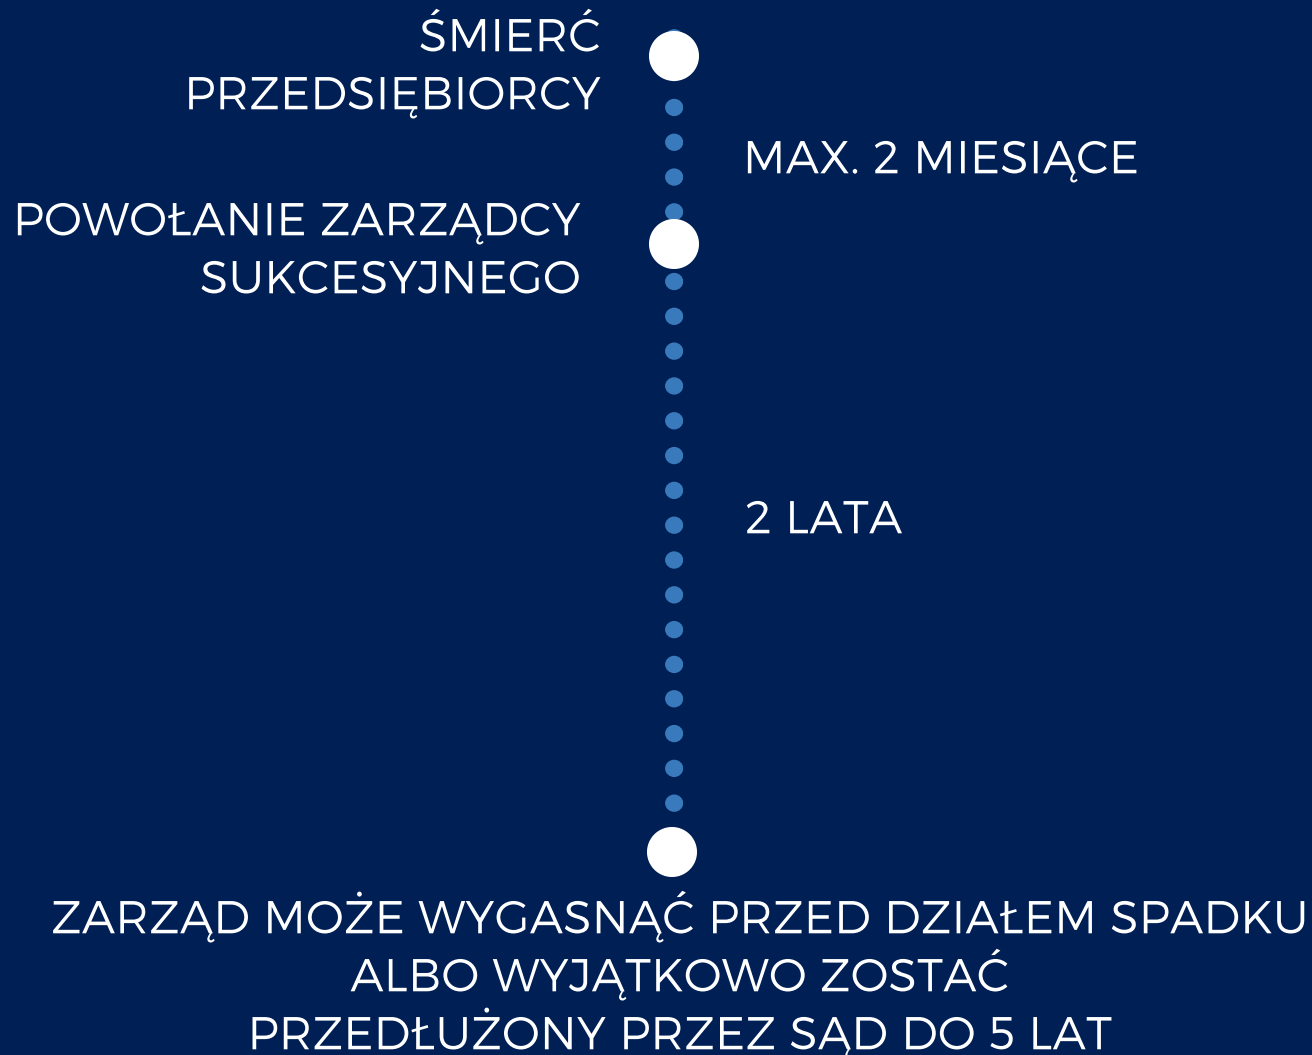 ŚMIERĆ
PRZEDSIĘBIORCY
MAX. 2 MIESIĄCE
POWOŁANIE ZARZĄDCY
SUKCESYJNEGO
2 LATA
ZARZĄD MOŻE WYGASNĄĆ PRZED DZIAŁEM SPADKU
ALBO WYJĄTKOWO ZOSTAĆ
PRZEDŁUŻONY PRZEZ SĄD DO 5 LAT